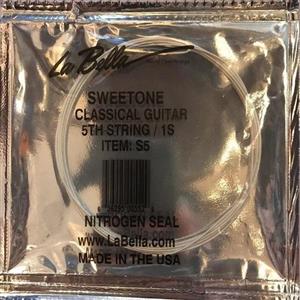 La Bella
SWEETONE
CLASSICAL GUITAR
5TH STRING / 1S
ITEM: S5
NITROGEN SEAL
www.LaBella.com
MADE IN THE USA